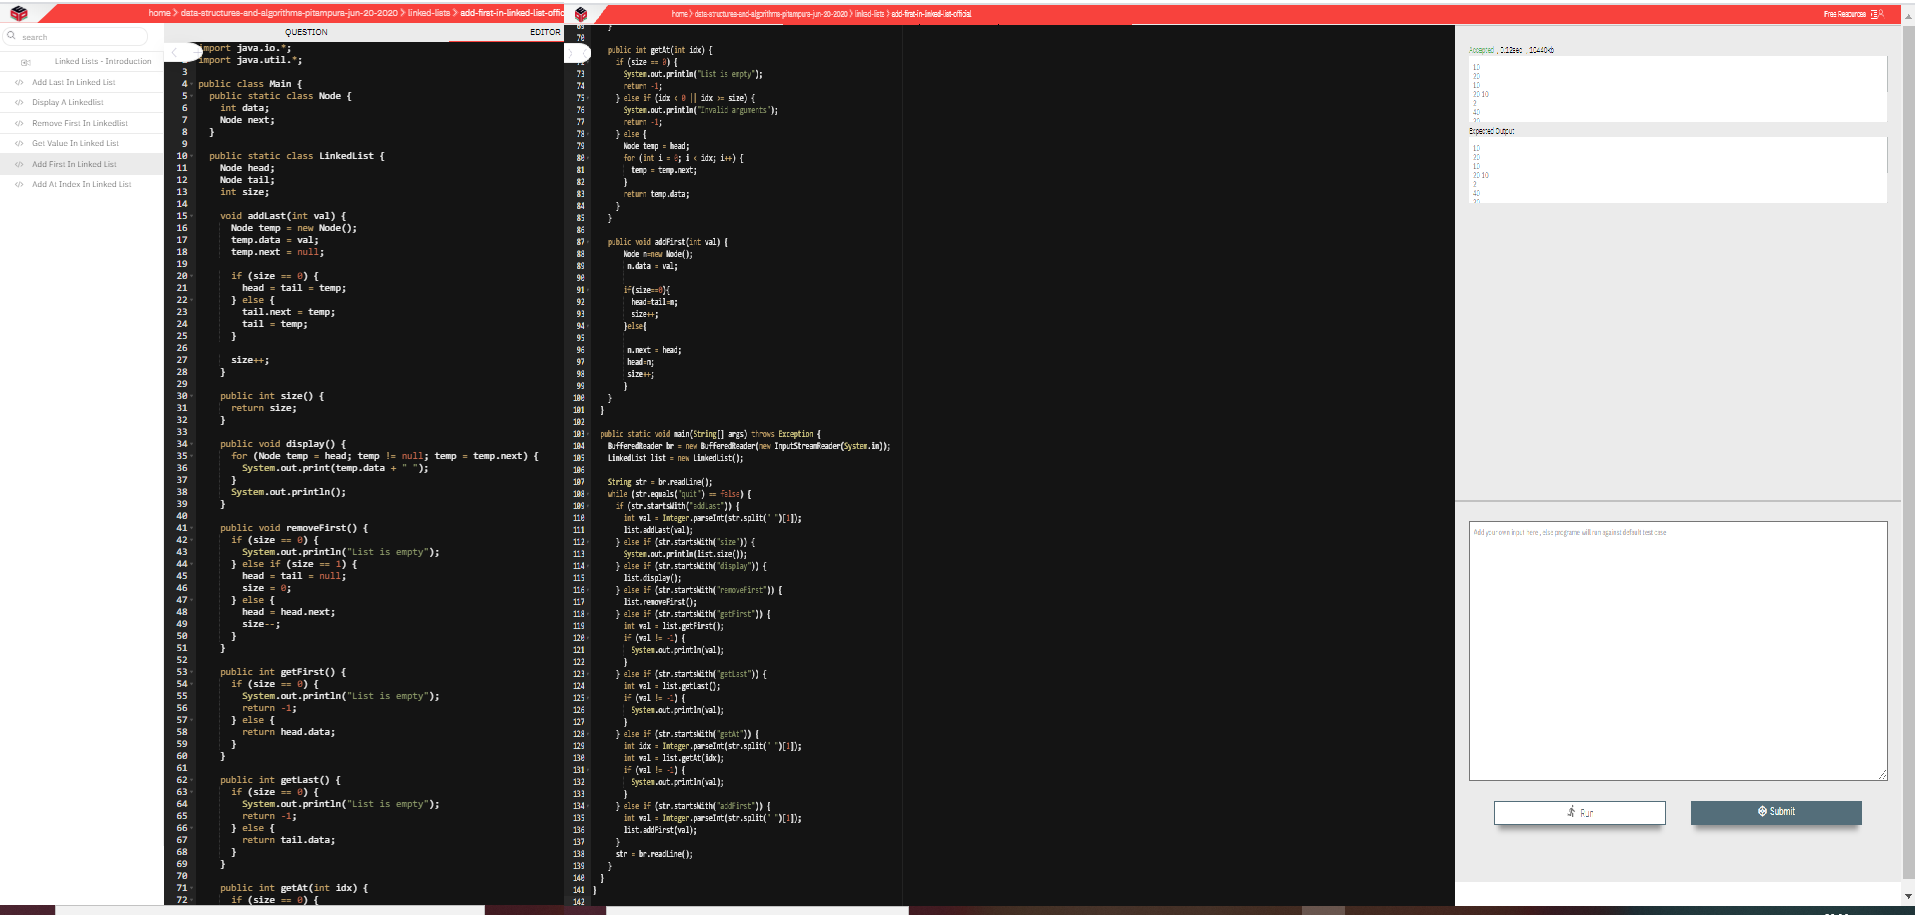 home > data-structures-and-algorithms-pitampura-jun-20-2020 > linked-lists > add-first-in-linked-list-offic
search
Linked Lists - Introduction
</> Add Last In Linked List
</> Display A Linkedlist
</> Remove First In Linkedlist
</> Get Value In Linked List
</> Add First In Linked List
</> Add At Index In Linked List
QUESTION EDITOR
import java.io.*;
import java.util.*;
3
4 public class Main {
5 public static class Node {
6 int data;
7 Node next;
8 }
9
10 public static class LinkedList {
11 Node head;
12 Node tail;
13 int size;
14
15 void addLast(int val) {
16 Node temp = new Node();
17 temp.data = val;
18 temp.next = null;
19
20 if (size == 0) {
21 head = tail = temp;
22 } else {
23 tail.next = temp;
24 tail = temp;
25 }
26
27 size++;
28 }
29
30 public int size() {
31 return size;
32 }
33
34 public void display() {
35 for (Node temp = head; temp != null; temp = temp.next) {
36 System.out.print(temp.data + " ");
37 }
38 System.out.println();
39 }
40
41 public void removeFirst() {
42 if (size == 0) {
43 System.out.println("List is empty");
44 } else if (size == 1) {
45 head = tail = null;
46 size = 0;
47 } else {
48 head = head.next;
49 size--;
50 }
51 }
52
53 public int getFirst() {
54 if (size == 0) {
55 System.out.println("List is empty");
56 return -1;
57 } else {
58 return head.data;
59 }
60 }
61
62 public int getLast() {
63 if (size == 0) {
64 System.out.println("List is empty");
65 return -1;
66 } else {
67 return tail.data;
68 }
69 }
70
71 public int getAt(int idx) {
72 if (size == 0) {
home > data-structures-and-algorithms-pitampura-jun-20-2020 > linked-lists > add-first-in-linked-list-official
Free Resources
}
70
public int getAt(int idx) {
if (size == 0) {
73 System.out.println("List is empty");
74 return -1;
75 } else if (idx < 0 || idx >= size) {
76 System.out.println("Invalid arguments");
77 return -1;
78 } else {
79 Node temp = head;
80 for (int i = 0; i < idx; i++) {
81 temp = temp.next;
82 }
83 return temp.data;
84 }
85 }
86
87 public void addFirst(int val) {
88 Node n=new Node();
89 n.data = val;
90
91 if(size==0){
92 head=tail=n;
93 size++;
94 }else{
95
96 n.next = head;
97 head=n;
98 size++;
99 }
100 }
101 }
102
103 public static void main(String[] args) throws Exception {
104 BufferedReader br = new BufferedReader(new InputStreamReader(System.in));
105 LinkedList list = new LinkedList();
106
107 String str = br.readLine();
108 while (str.equals("quit") == false) {
109 if (str.startsWith("addLast")) {
110 int val = Integer.parseInt(str.split(" ")[1]);
111 list.addLast(val);
112 } else if (str.startsWith("size")) {
113 System.out.println(list.size());
114 } else if (str.startsWith("display")) {
115 list.display();
116 } else if (str.startsWith("removeFirst")) {
117 list.removeFirst();
118 } else if (str.startsWith("getFirst")) {
119 int val = list.getFirst();
120 if (val != -1) {
121 System.out.println(val);
122 }
123 } else if (str.startsWith("getLast")) {
124 int val = list.getLast();
125 if (val != -1) {
126 System.out.println(val);
127 }
128 } else if (str.startsWith("getAt")) {
129 int idx = Integer.parseInt(str.split(" ")[1]);
130 int val = list.getAt(idx);
131 if (val != -1) {
132 System.out.println(val);
133 }
134 } else if (str.startsWith("addFirst")) {
135 int val = Integer.parseInt(str.split(" ")[1]);
136 list.addFirst(val);
137 }
138 str = br.readLine();
139 }
140 }
141 }
142
Accepted , 0.12sec , 10440kb
10
20
10
20 10
2
40
Expected Output
10
20
10
20 10
2
40
Add your own input here , else programe will run against default test case
Run
Submit